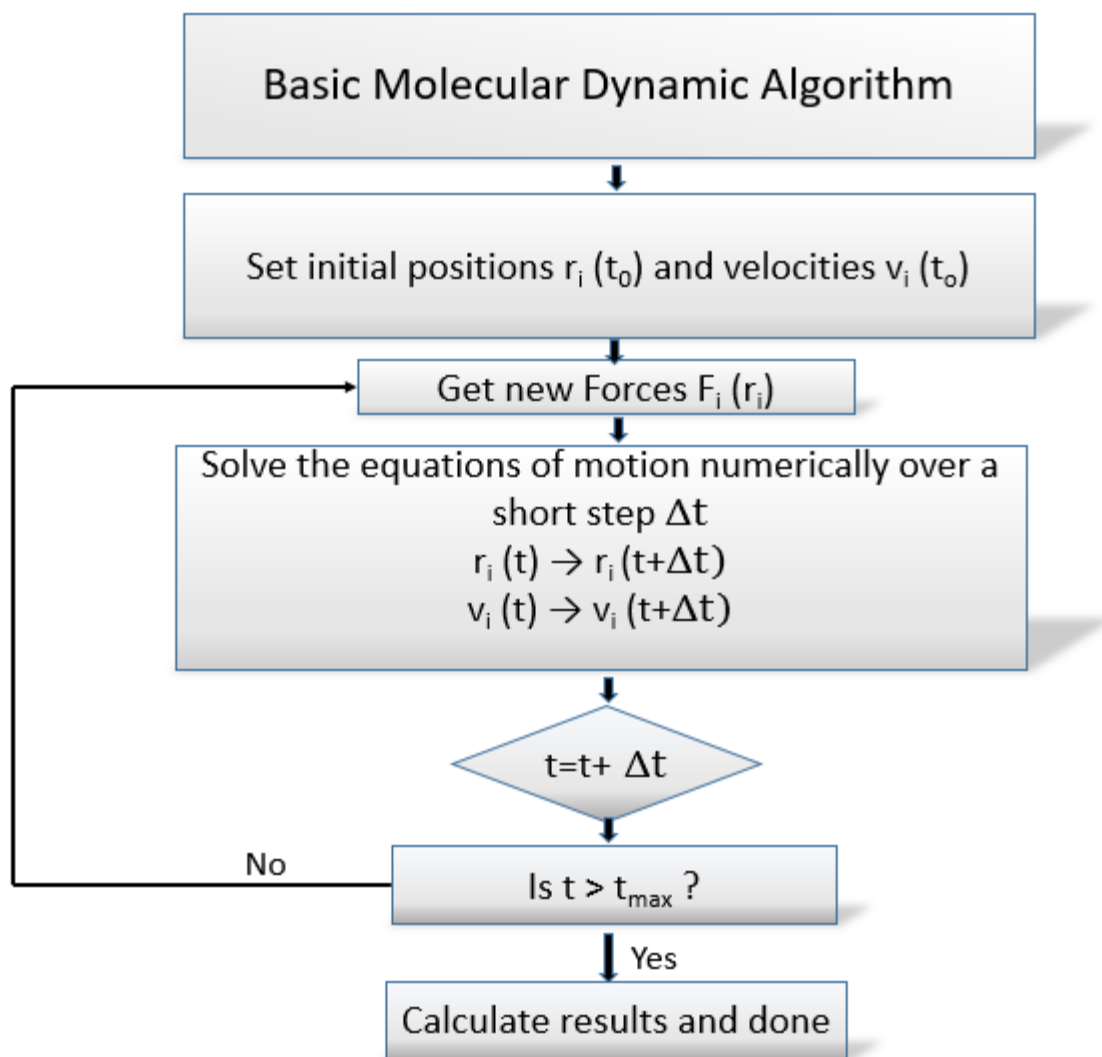 Basic Molecular Dynamic Algorithm
Set initial positions rᵢ (t₀) and velocities vᵢ (tₒ)
Get new Forces Fᵢ (rᵢ)
Solve the equations of motion numerically over a
short step Δt
rᵢ (t) → rᵢ (t+Δt)
vᵢ (t) → vᵢ (t+Δt)
t=t+ Δt
No
Is t > tₘₐₓ ?
Yes
Calculate results and done